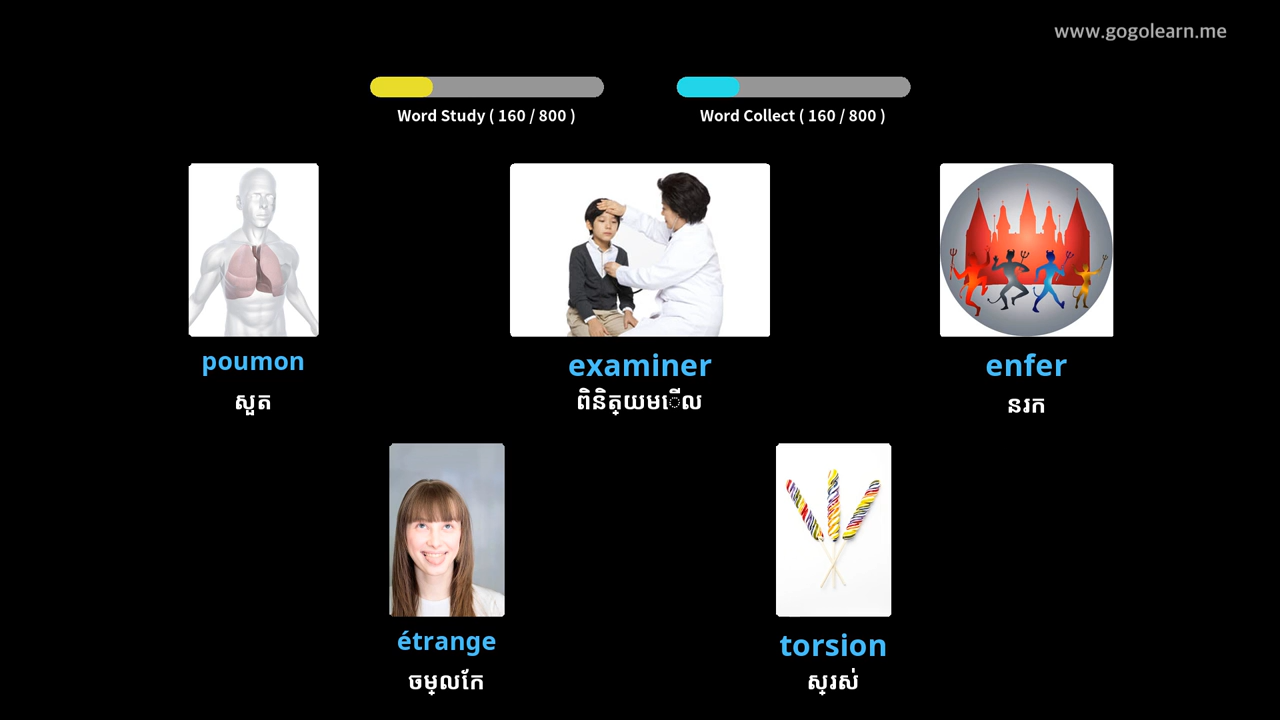 www.gogolearn.me
Word Study ( 160 / 800 )
Word Collect ( 160 / 800 )
poumon
សួត
examiner
ពិនិត្យមើល
enfer
នរក
étrange
ចម្លកែ
torsion
ស្រស់